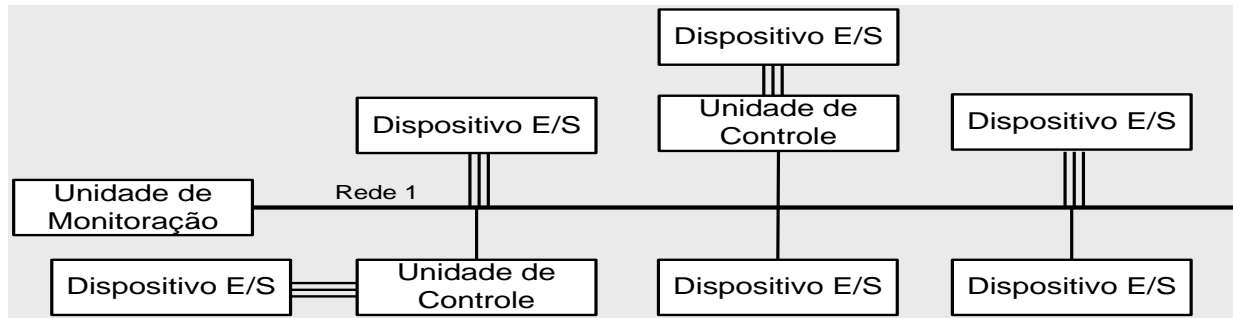 Dispositivo E/S
Unidade de
Controle
Dispositivo E/S
Dispositivo E/S
Unidade de
Monitoração
Rede 1
Dispositivo E/S
Unidade de
Controle
Dispositivo E/S
Dispositivo E/S